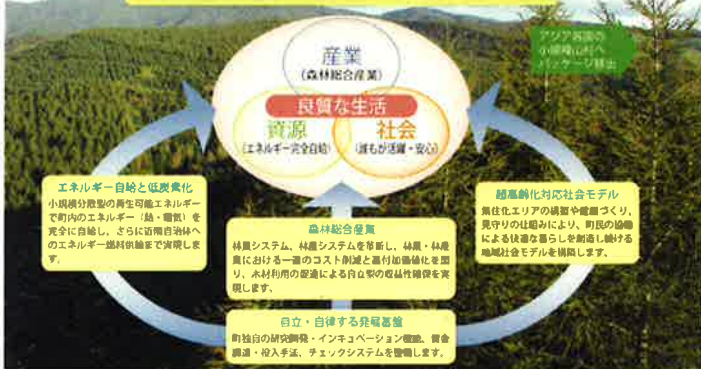 アジア各国の
小規模山村へ
パッケージ輸出
産業
(森林総合産業)
良質な生活
資源
(エネルギー完全自給)
社会
(誰もが活躍・安心)
エネルギー自給と低炭素化
小規模分散型の再生可能エネルギー
で町内のエネルギー(熱・電気)を
完全に自給し、さらに近隣自治体へ
のエネルギー燃料供給まで実現しま
す。
超高齢化対応社会モデル
集住化エリアの構築や健康づくり、
見守りの仕組みにより、町民の協働
による快適な暮らしを創造し続ける
地域社会モデルを構築します。
森林総合産業
林業システム、林産システムを革新し、林業・林産
業における一連のコスト削減と高付加価値化を図
り、木材利用の促進による自立型の収益性確保を実
現します。
自立・自律する発展基盤
町独自の研究開発・インキュベーション機能、資金
調達・投入手法、チェックシステムを整備します。